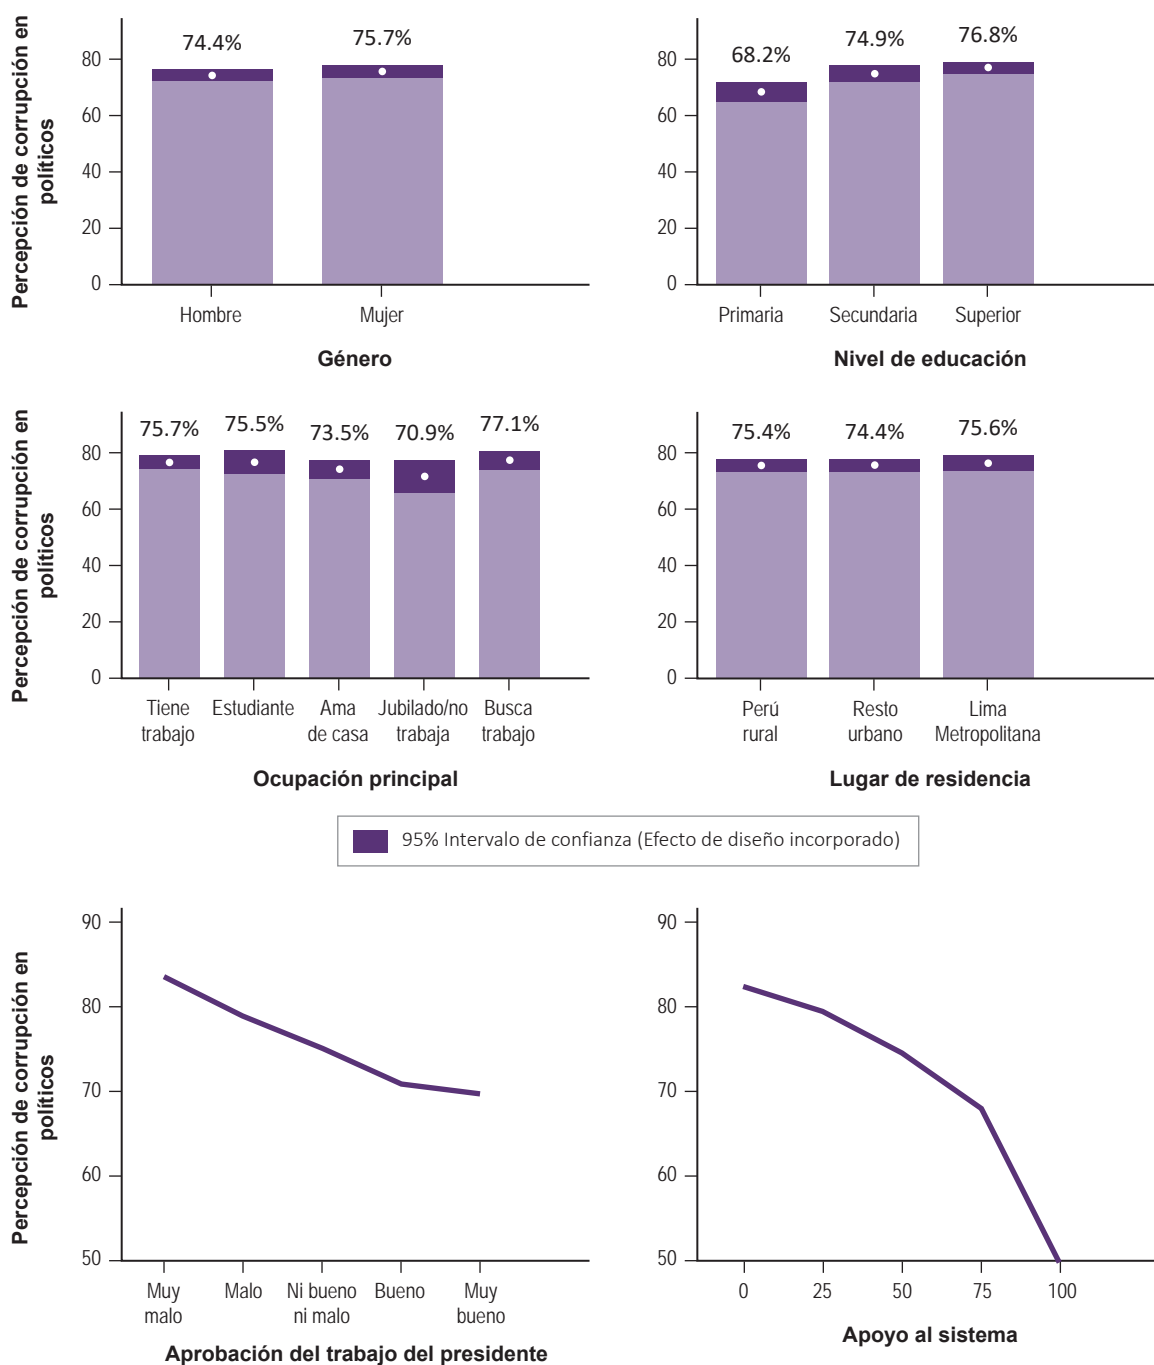 Percepción de corrupción en
políticos
80
60
40
20
0
74.4%
75.7%
Hombre
Mujer
Género
80
60
40
20
0
68.2%
74.9%
76.8%
Primaria
Secundaria
Superior
Nivel de educación
Percepción de corrupción en
políticos
80
60
40
20
0
75.7%
75.5%
73.5%
70.9%
77.1%
Tiene
trabajo
Estudiante
Ama
de casa
Jubilado/no
trabaja
Busca
trabajo
Ocupación principal
80
60
40
20
0
75.4%
74.4%
75.6%
Perú
rural
Resto
urbano
Lima
Metropolitana
Lugar de residencia
95% Intervalo de confianza (Efecto de diseño incorporado)
Percepción de corrupción en
políticos
90
80
70
60
50
Muy
malo
Malo
Ni bueno
ni malo
Bueno
Muy
bueno
Aprobación del trabajo del presidente
90
80
70
60
50
0
25
50
75
100
Apoyo al sistema